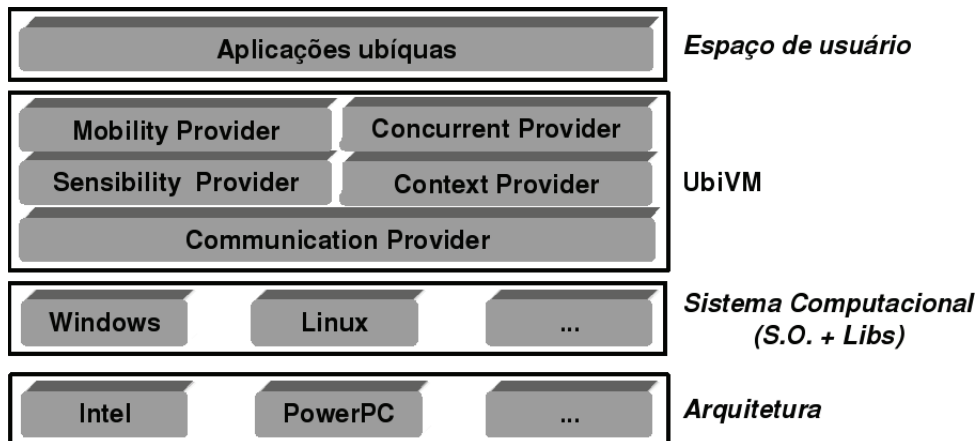 Aplicações ubíquas
Espaço de usuário
Mobility Provider
Concurrent Provider
Sensibility Provider
Context Provider
Communication Provider
UbiVM
Windows
Linux
...
Sistema Computacional
(S.O. + Libs)
Intel
PowerPC
...
Arquitetura